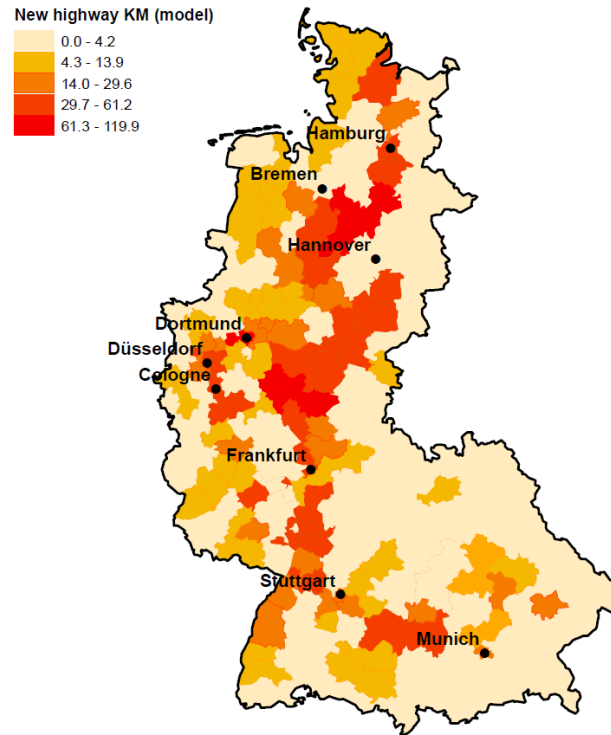 New highway KM (model)
0.0 - 4.2
4.3 - 13.9
14.0 - 29.6
29.7 - 61.2
61.3 - 119.9
Hamburg
Bremen
Hannover
Dortmund
Düsseldorf
Cologne
Frankfurt
Stuttgart
Munich